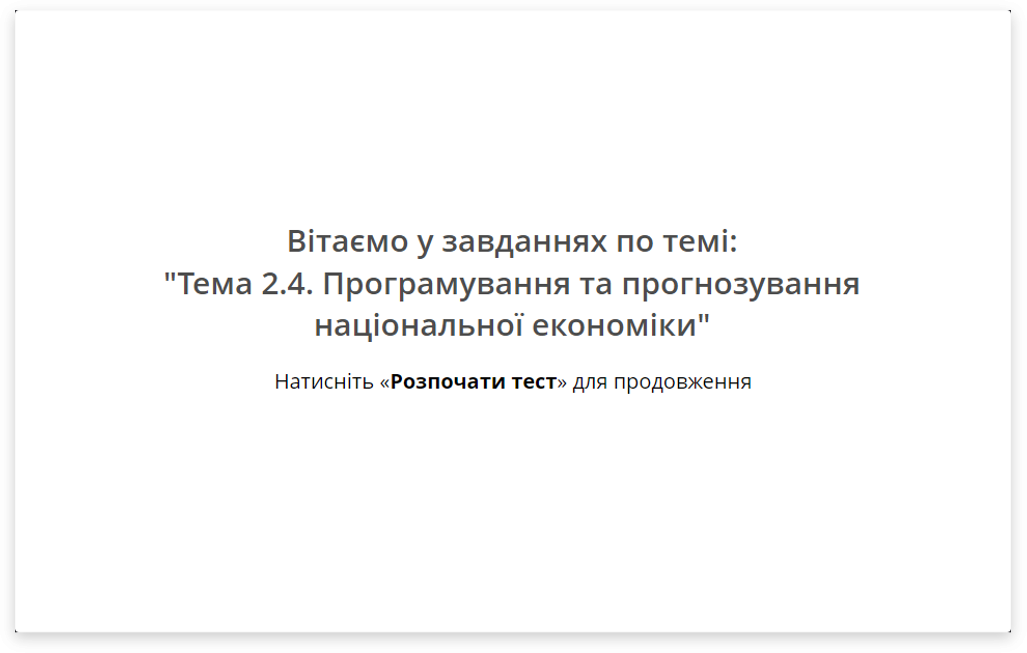 Вітаємо у завданнях по темі:
"Тема 2.4. Програмування та прогнозування
національної економіки"
Натисніть «Розпочати тест» для продовження